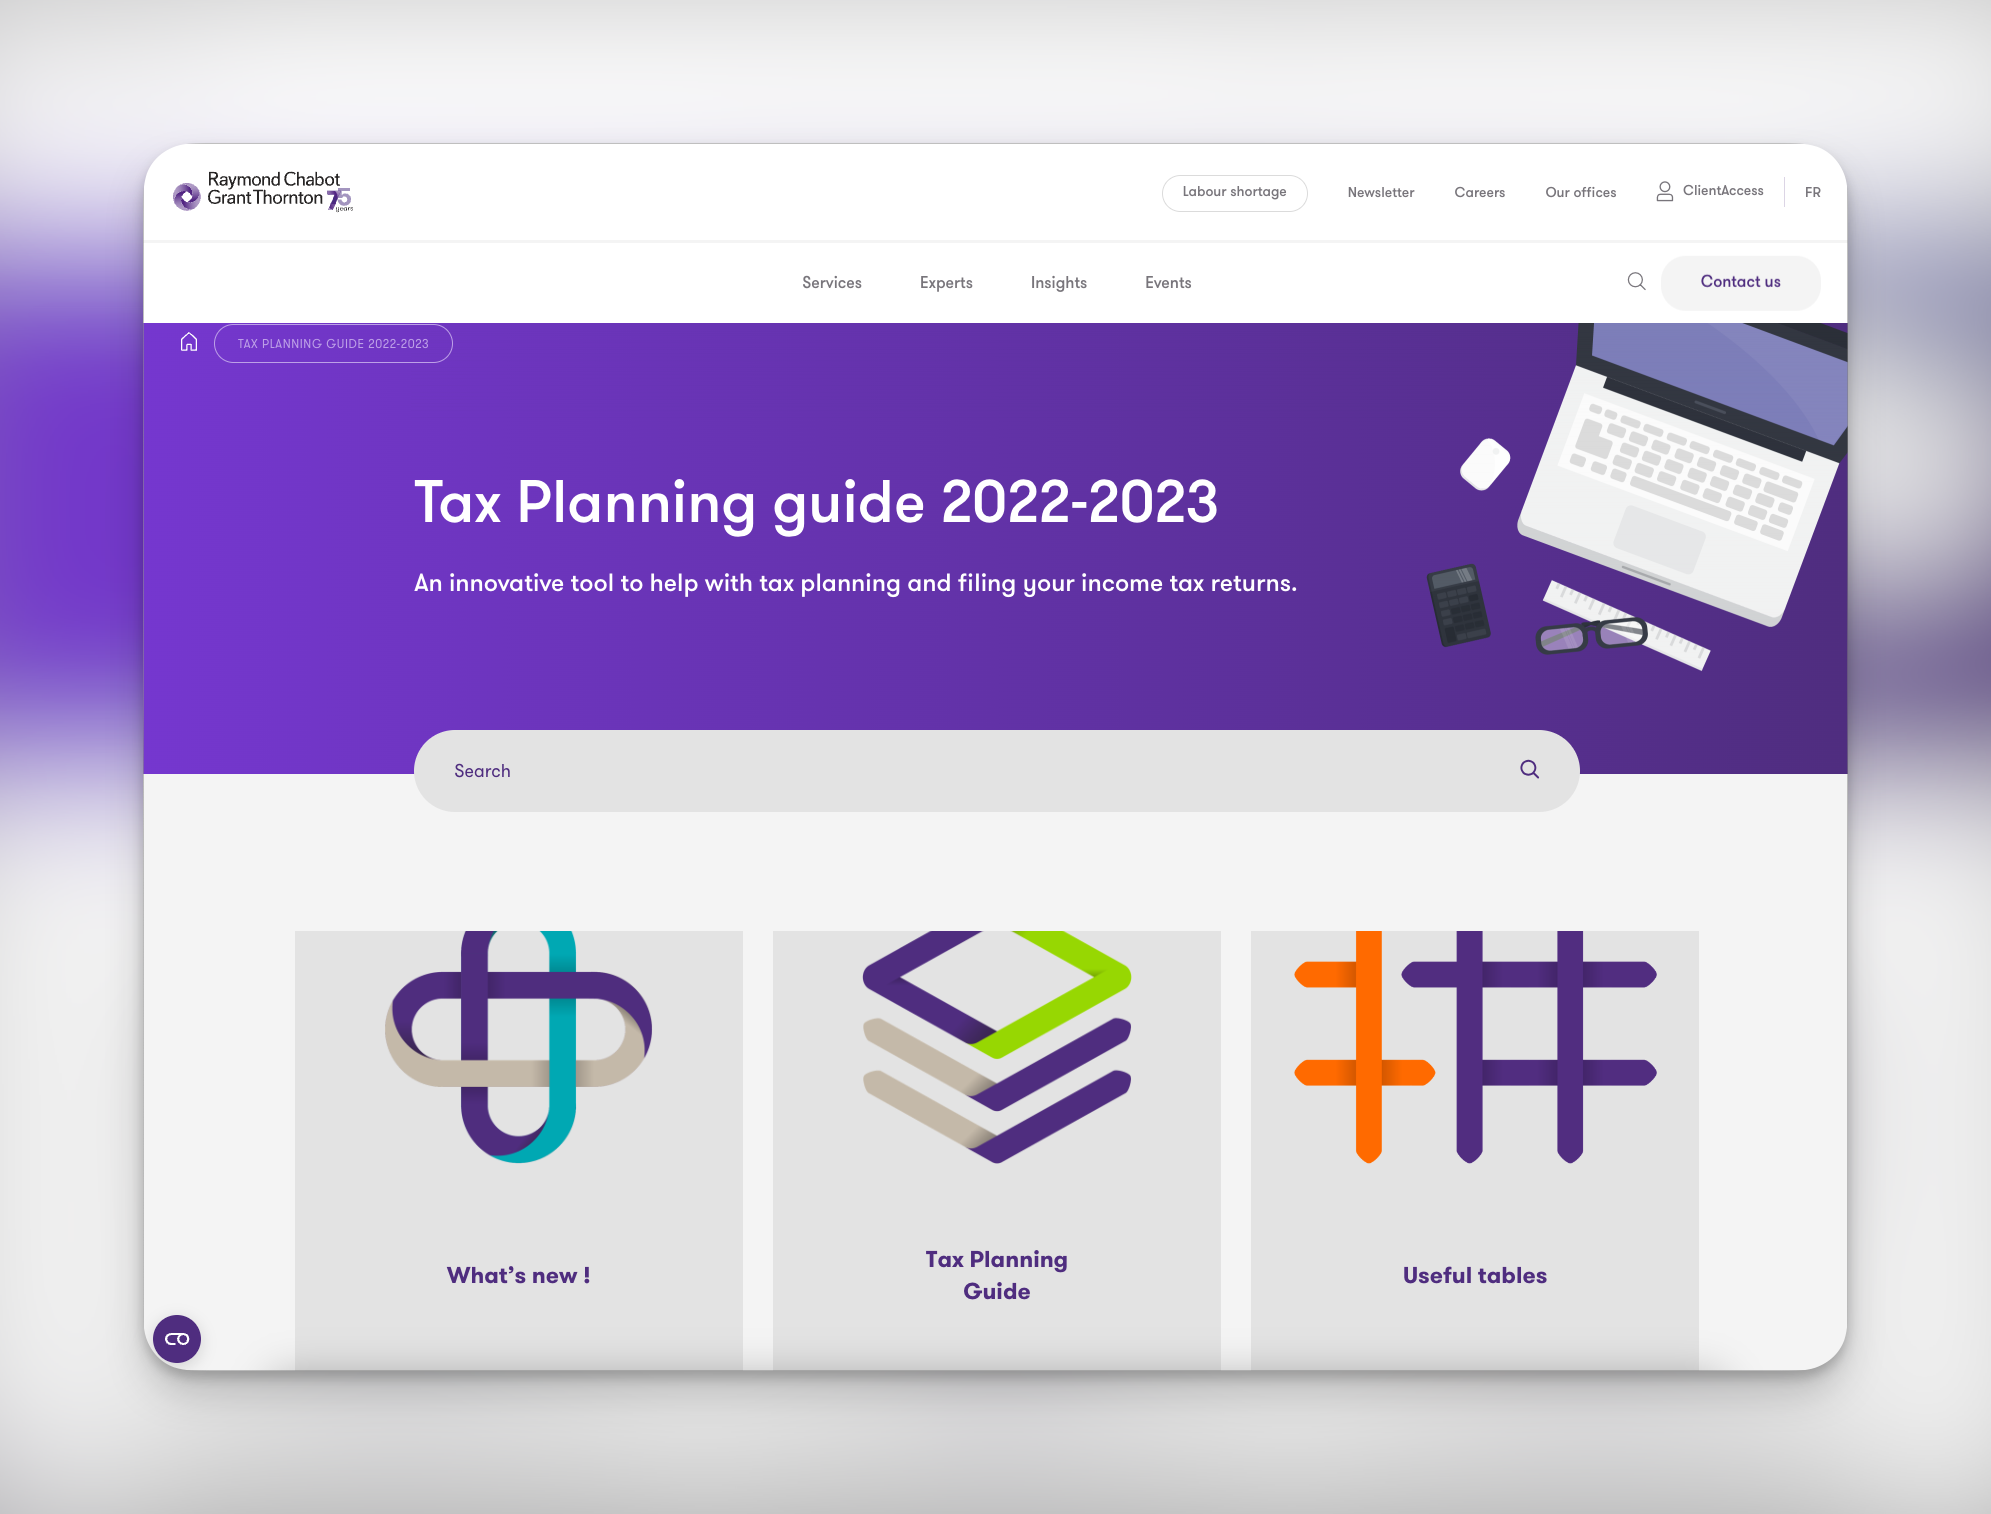 Raymond Chabot
Grant Thornton 75
years
Labour shortage
Newsletter
Careers
Our offices
ClientAccess
FR
Services
Experts
Insights
Events
Contact us
TAX PLANNING GUIDE 2022-2023
Tax Planning guide 2022-2023
An innovative tool to help with tax planning and filing your income tax returns.
Search
What's new !
Tax Planning
Guide
Useful tables